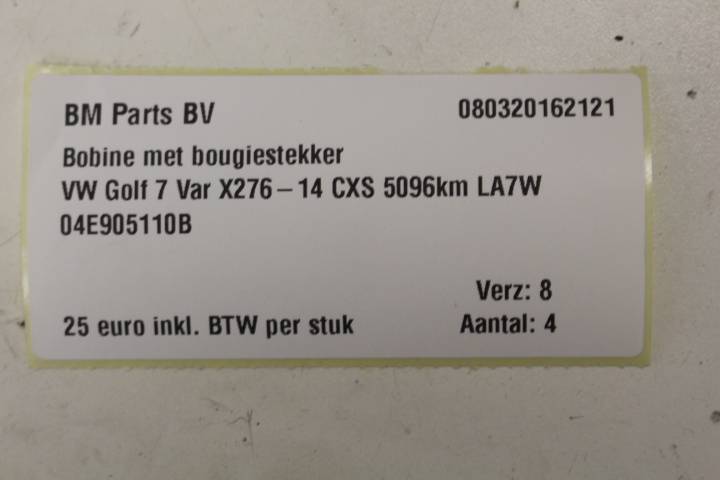 BM Parts BV 080320162121
Bobine met bougiestekker
VW Golf 7 Var X276-14 CXS 5096km LA7W
04E905110B
Verz: 8
25 euro inkl. BTW per stuk Aantal: 4